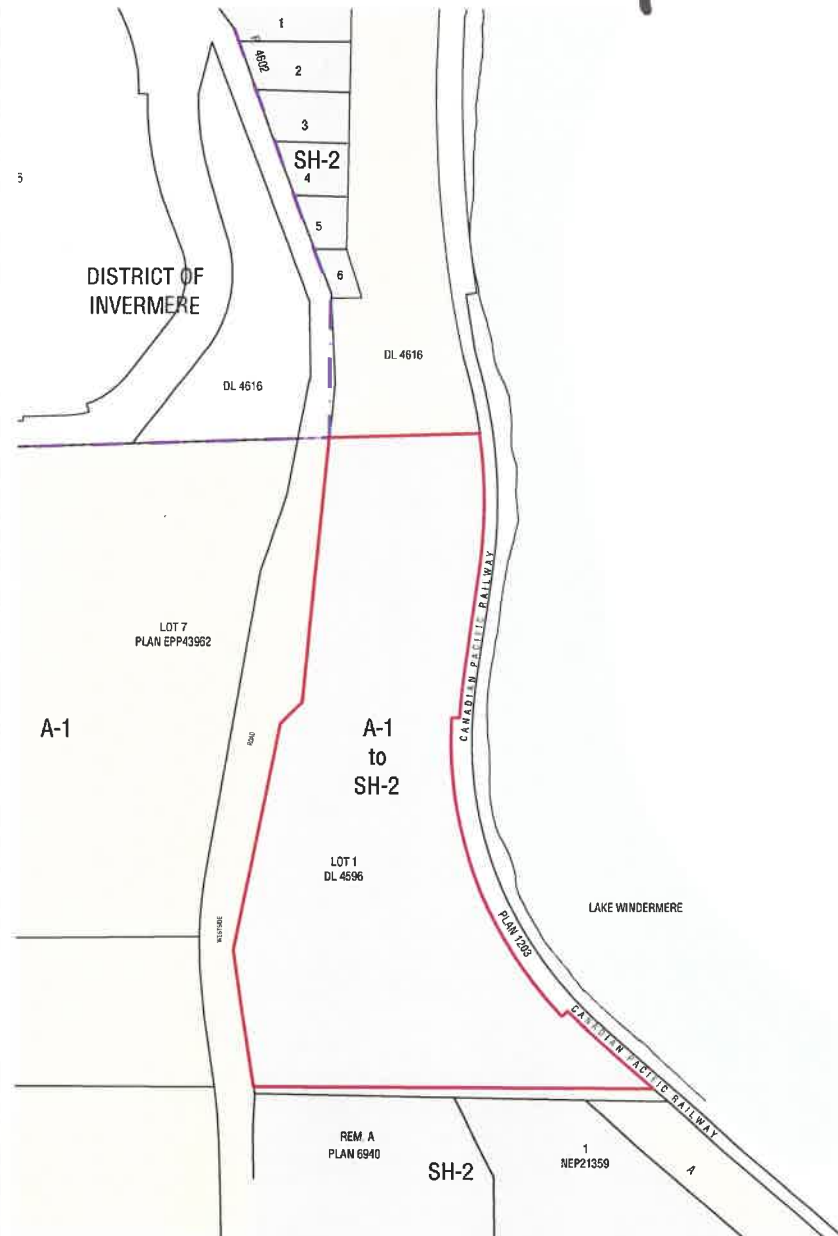 1
P 4602
2
3
SH-2
4
5
6
DISTRICT OF
INVERMERE
DL 4616
DL 4616
LOT 7
PLAN EPP43962
A-1
ROAD
A-1
to
SH-2
CANADIAN PACIFIC RAILWAY
LOT 1
DL 4596
LAKE WINDERMERE
WESTSIDE
PLAN 1203
CANADIAN PACIFIC RAILWAY
REM. A
PLAN 6940
SH-2
1
NEP21359
A